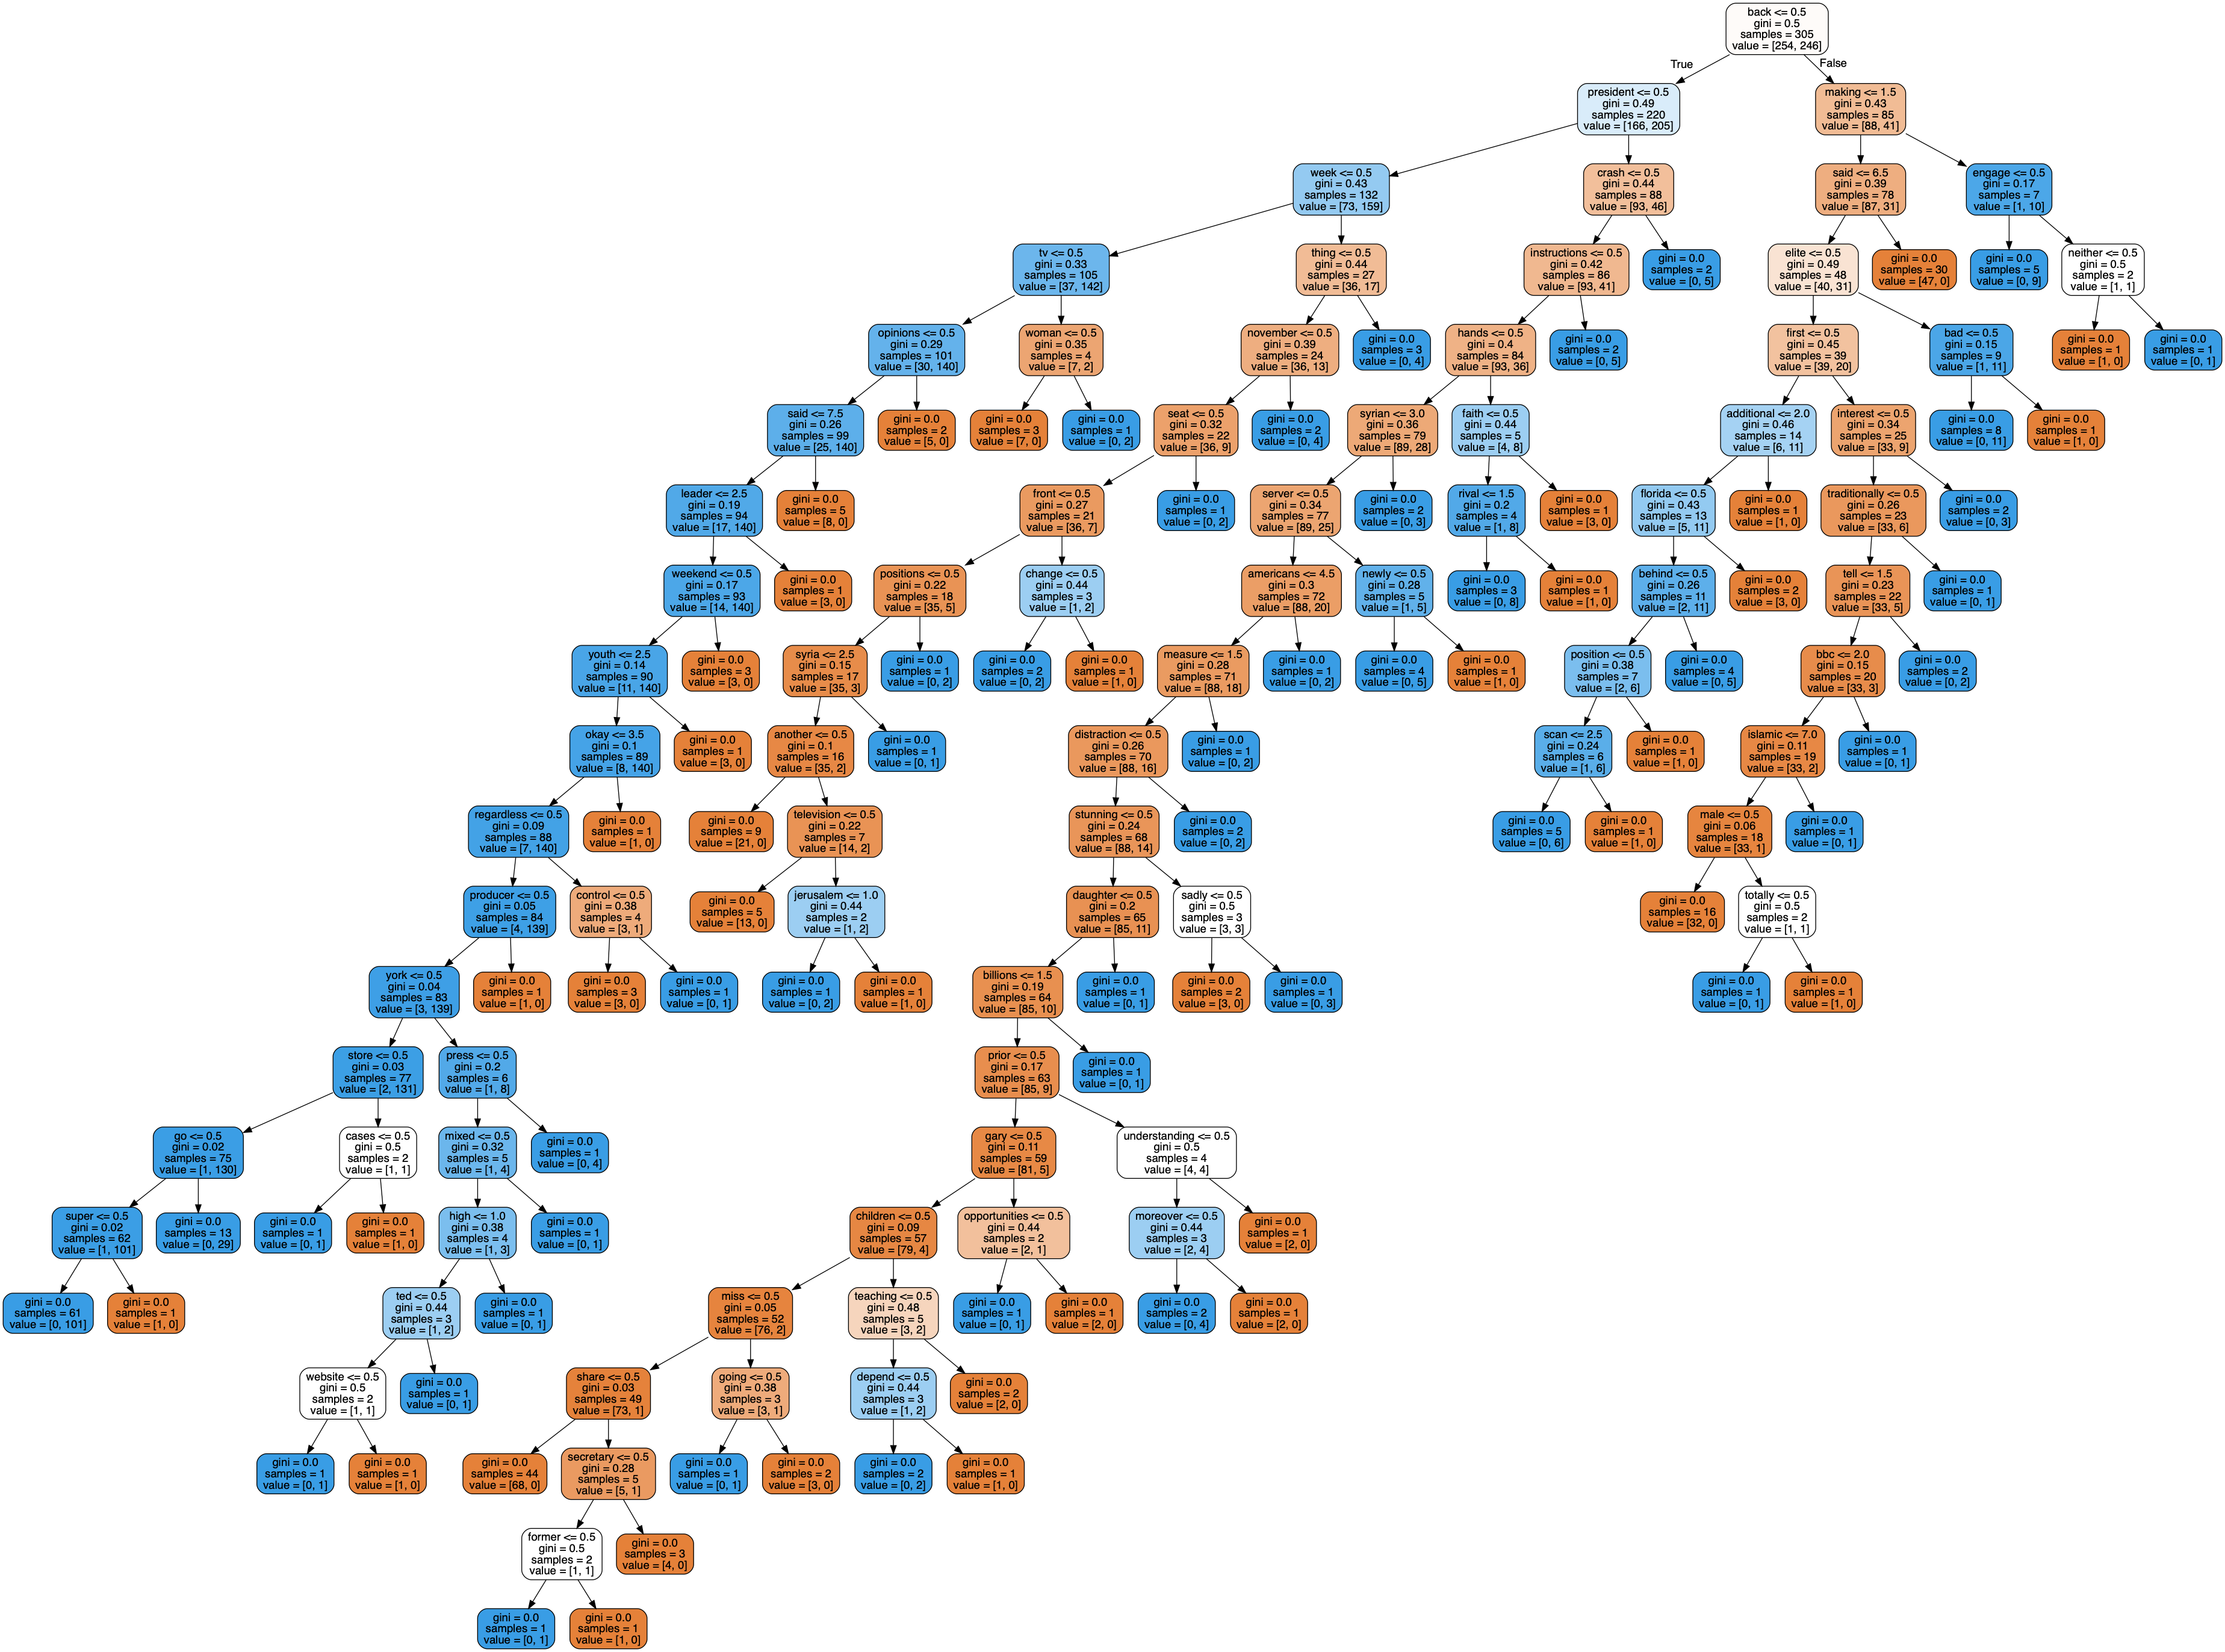 back <= 0.5
gini = 0.5
samples = 305
value = [254, 246]
True
False
president <= 0.5
gini = 0.49
samples = 220
value = [166, 205]
making <= 1.5
gini = 0.43
samples = 85
value = [88, 41]
week <= 0.5
gini = 0.43
samples = 132
value = [73, 159]
crash <= 0.5
gini = 0.44
samples = 88
value = [93, 46]
said <= 6.5
gini = 0.39
samples = 78
value = [87, 31]
engage <= 0.5
gini = 0.17
samples = 7
value = [1, 10]
tv <= 0.5
gini = 0.33
samples = 105
value = [37, 142]
thing <= 0.5
gini = 0.44
samples = 27
value = [36, 17]
instructions <= 0.5
gini = 0.42
samples = 86
value = [93, 41]
gini = 0.0
samples = 2
value = [0, 5]
elite <= 0.5
gini = 0.49
samples = 48
value = [40, 31]
gini = 0.0
samples = 30
value = [47, 0]
gini = 0.0
samples = 5
value = [0, 9]
neither <= 0.5
gini = 0.5
samples = 2
value = [1, 1]
opinions <= 0.5
gini = 0.29
samples = 101
value = [30, 140]
woman <= 0.5
gini = 0.35
samples = 4
value = [7, 2]
november <= 0.5
gini = 0.39
samples = 24
value = [36, 13]
gini = 0.0
samples = 3
value = [0, 4]
hands <= 0.5
gini = 0.4
samples = 84
value = [93, 36]
gini = 0.0
samples = 2
value = [0, 5]
first <= 0.5
gini = 0.45
samples = 39
value = [39, 20]
bad <= 0.5
gini = 0.15
samples = 9
value = [1, 11]
gini = 0.0
samples = 1
value = [1, 0]
gini = 0.0
samples = 1
value = [0, 1]
said <= 7.5
gini = 0.26
samples = 99
value = [25, 140]
gini = 0.0
samples = 2
value = [5, 0]
gini = 0.0
samples = 3
value = [7, 0]
gini = 0.0
samples = 1
value = [0, 2]
seat <= 0.5
gini = 0.32
samples = 22
value = [36, 9]
gini = 0.0
samples = 2
value = [0, 4]
syrian <= 3.0
gini = 0.36
samples = 79
value = [89, 28]
faith <= 0.5
gini = 0.44
samples = 5
value = [4, 8]
additional <= 2.0
gini = 0.46
samples = 14
value = [6, 11]
interest <= 0.5
gini = 0.34
samples = 25
value = [33, 9]
gini = 0.0
samples = 8
value = [0, 11]
gini = 0.0
samples = 1
value = [1, 0]
leader <= 2.5
gini = 0.19
samples = 94
value = [17, 140]
gini = 0.0
samples = 5
value = [8, 0]
front <= 0.5
gini = 0.27
samples = 21
value = [36, 7]
gini = 0.0
samples = 1
value = [0, 2]
server <= 0.5
gini = 0.34
samples = 77
value = [89, 25]
gini = 0.0
samples = 2
value = [0, 3]
rival <= 1.5
gini = 0.2
samples = 4
value = [1, 8]
gini = 0.0
samples = 1
value = [3, 0]
florida <= 0.5
gini = 0.43
samples = 13
value = [5, 11]
gini = 0.0
samples = 1
value = [1, 0]
traditionally <= 0.5
gini = 0.26
samples = 23
value = [33, 6]
gini = 0.0
samples = 2
value = [0, 3]
weekend <= 0.5
gini = 0.17
samples = 93
value = [14, 140]
gini = 0.0
samples = 1
value = [3, 0]
positions <= 0.5
gini = 0.22
samples = 18
value = [35, 5]
change <= 0.5
gini = 0.44
samples = 3
value = [1, 2]
americans <= 4.5
gini = 0.3
samples = 72
value = [88, 20]
newly <= 0.5
gini = 0.28
samples = 5
value = [1, 5]
gini = 0.0
samples = 3
value = [0, 8]
gini = 0.0
samples = 1
value = [1, 0]
behind <= 0.5
gini = 0.26
samples = 11
value = [2, 11]
gini = 0.0
samples = 2
value = [3, 0]
tell <= 1.5
gini = 0.23
samples = 22
value = [33, 5]
gini = 0.0
samples = 1
value = [0, 1]
youth <= 2.5
gini = 0.14
samples = 90
value = [11, 140]
gini = 0.0
samples = 3
value = [3, 0]
syria <= 2.5
gini = 0.15
samples = 17
value = [35, 3]
gini = 0.0
samples = 1
value = [0, 2]
gini = 0.0
samples = 2
value = [0, 2]
gini = 0.0
samples = 1
value = [1, 0]
measure <= 1.5
gini = 0.28
samples = 71
value = [88, 18]
gini = 0.0
samples = 1
value = [0, 2]
gini = 0.0
samples = 4
value = [0, 5]
gini = 0.0
samples = 1
value = [1, 0]
position <= 0.5
gini = 0.38
samples = 7
value = [2, 6]
gini = 0.0
samples = 4
value = [0, 5]
bbc <= 2.0
gini = 0.15
samples = 20
value = [33, 3]
gini = 0.0
samples = 2
value = [0, 2]
okay <= 3.5
gini = 0.1
samples = 89
value = [8, 140]
gini = 0.0
samples = 1
value = [3, 0]
another <= 0.5
gini = 0.1
samples = 16
value = [35, 2]
gini = 0.0
samples = 1
value = [0, 1]
distraction <= 0.5
gini = 0.26
samples = 70
value = [88, 16]
gini = 0.0
samples = 1
value = [0, 2]
scan <= 2.5
gini = 0.24
samples = 6
value = [1, 6]
gini = 0.0
samples = 1
value = [1, 0]
islamic <= 7.0
gini = 0.11
samples = 19
value = [33, 2]
gini = 0.0
samples = 1
value = [0, 1]
regardless <= 0.5
gini = 0.09
samples = 88
value = [7, 140]
gini = 0.0
samples = 1
value = [1, 0]
gini = 0.0
samples = 9
value = [21, 0]
television <= 0.5
gini = 0.22
samples = 7
value = [14, 2]
stunning <= 0.5
gini = 0.24
samples = 68
value = [88, 14]
gini = 0.0
samples = 2
value = [0, 2]
gini = 0.0
samples = 5
value = [0, 6]
gini = 0.0
samples = 1
value = [1, 0]
male <= 0.5
gini = 0.06
samples = 18
value = [33, 1]
gini = 0.0
samples = 1
value = [0, 1]
producer <= 0.5
gini = 0.05
samples = 84
value = [4, 139]
control <= 0.5
gini = 0.38
samples = 4
value = [3, 1]
gini = 0.0
samples = 5
value = [13, 0]
jerusalem <= 1.0
gini = 0.44
samples = 2
value = [1, 2]
daughter <= 0.5
gini = 0.2
samples = 65
value = [85, 11]
sadly <= 0.5
gini = 0.5
samples = 3
value = [3, 3]
gini = 0.0
samples = 16
value = [32, 0]
totally <= 0.5
gini = 0.5
samples = 2
value = [1, 1]
york <= 0.5
gini = 0.04
samples = 83
value = [3, 139]
gini = 0.0
samples = 1
value = [1, 0]
gini = 0.0
samples = 3
value = [3, 0]
gini = 0.0
samples = 1
value = [0, 1]
gini = 0.0
samples = 1
value = [0, 2]
gini = 0.0
samples = 1
value = [1, 0]
billions <= 1.5
gini = 0.19
samples = 64
value = [85, 10]
gini = 0.0
samples = 1
value = [0, 1]
gini = 0.0
samples = 2
value = [3, 0]
gini = 0.0
samples = 1
value = [0, 3]
gini = 0.0
samples = 1
value = [0, 1]
gini = 0.0
samples = 1
value = [1, 0]
store <= 0.5
gini = 0.03
samples = 77
value = [2, 131]
press <= 0.5
gini = 0.2
samples = 6
value = [1, 8]
prior <= 0.5
gini = 0.17
samples = 63
value = [85, 9]
gini = 0.0
samples = 1
value = [0, 1]
go <= 0.5
gini = 0.02
samples = 75
value = [1, 130]
cases <= 0.5
gini = 0.5
samples = 2
value = [1, 1]
mixed <= 0.5
gini = 0.32
samples = 5
value = [1, 4]
gini = 0.0
samples = 1
value = [0, 4]
gary <= 0.5
gini = 0.11
samples = 59
value = [81, 5]
understanding <= 0.5
gini = 0.5
samples = 4
value = [4, 4]
super <= 0.5
gini = 0.02
samples = 62
value = [1, 101]
gini = 0.0
samples = 13
value = [0, 29]
gini = 0.0
samples = 1
value = [0, 1]
gini = 0.0
samples = 1
value = [1, 0]
high <= 1.0
gini = 0.38
samples = 4
value = [1, 3]
gini = 0.0
samples = 1
value = [0, 1]
children <= 0.5
gini = 0.09
samples = 57
value = [79, 4]
opportunities <= 0.5
gini = 0.44
samples = 2
value = [2, 1]
moreover <= 0.5
gini = 0.44
samples = 3
value = [2, 4]
gini = 0.0
samples = 1
value = [2, 0]
gini = 0.0
samples = 61
value = [0, 101]
gini = 0.0
samples = 1
value = [1, 0]
ted <= 0.5
gini = 0.44
samples = 3
value = [1, 2]
gini = 0.0
samples = 1
value = [0, 1]
miss <= 0.5
gini = 0.05
samples = 52
value = [76, 2]
teaching <= 0.5
gini = 0.48
samples = 5
value = [3, 2]
gini = 0.0
samples = 1
value = [0, 1]
gini = 0.0
samples = 1
value = [2, 0]
gini = 0.0
samples = 2
value = [0, 4]
gini = 0.0
samples = 1
value = [2, 0]
website <= 0.5
gini = 0.5
samples = 2
value = [1, 1]
gini = 0.0
samples = 1
value = [0, 1]
share <= 0.5
gini = 0.03
samples = 49
value = [73, 1]
going <= 0.5
gini = 0.38
samples = 3
value = [3, 1]
depend <= 0.5
gini = 0.44
samples = 3
value = [1, 2]
gini = 0.0
samples = 2
value = [2, 0]
gini = 0.0
samples = 1
value = [0, 1]
gini = 0.0
samples = 1
value = [1, 0]
gini = 0.0
samples = 44
value = [68, 0]
secretary <= 0.5
gini = 0.28
samples = 5
value = [5, 1]
gini = 0.0
samples = 1
value = [0, 1]
gini = 0.0
samples = 2
value = [3, 0]
gini = 0.0
samples = 2
value = [0, 2]
gini = 0.0
samples = 1
value = [1, 0]
former <= 0.5
gini = 0.5
samples = 2
value = [1, 1]
gini = 0.0
samples = 3
value = [4, 0]
gini = 0.0
samples = 1
value = [0, 1]
gini = 0.0
samples = 1
value = [1, 0]